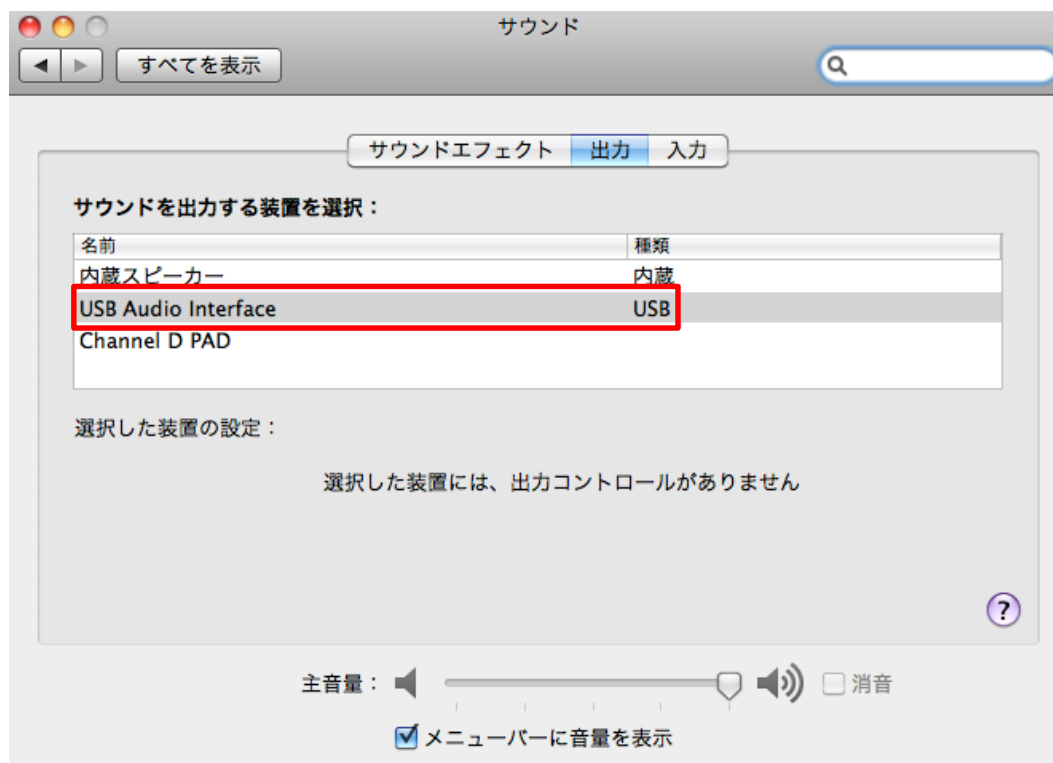 サウンド
すべてを表示
サウンドエフェクト 出力 入力
サウンドを出力する装置を選択：
名前 種類
内蔵スピーカー 内蔵
USB Audio Interface USB
Channel D PAD
選択した装置の設定：
選択した装置には、出力コントロールがありません
?
主音量： 消音
メニューバーに音量を表示